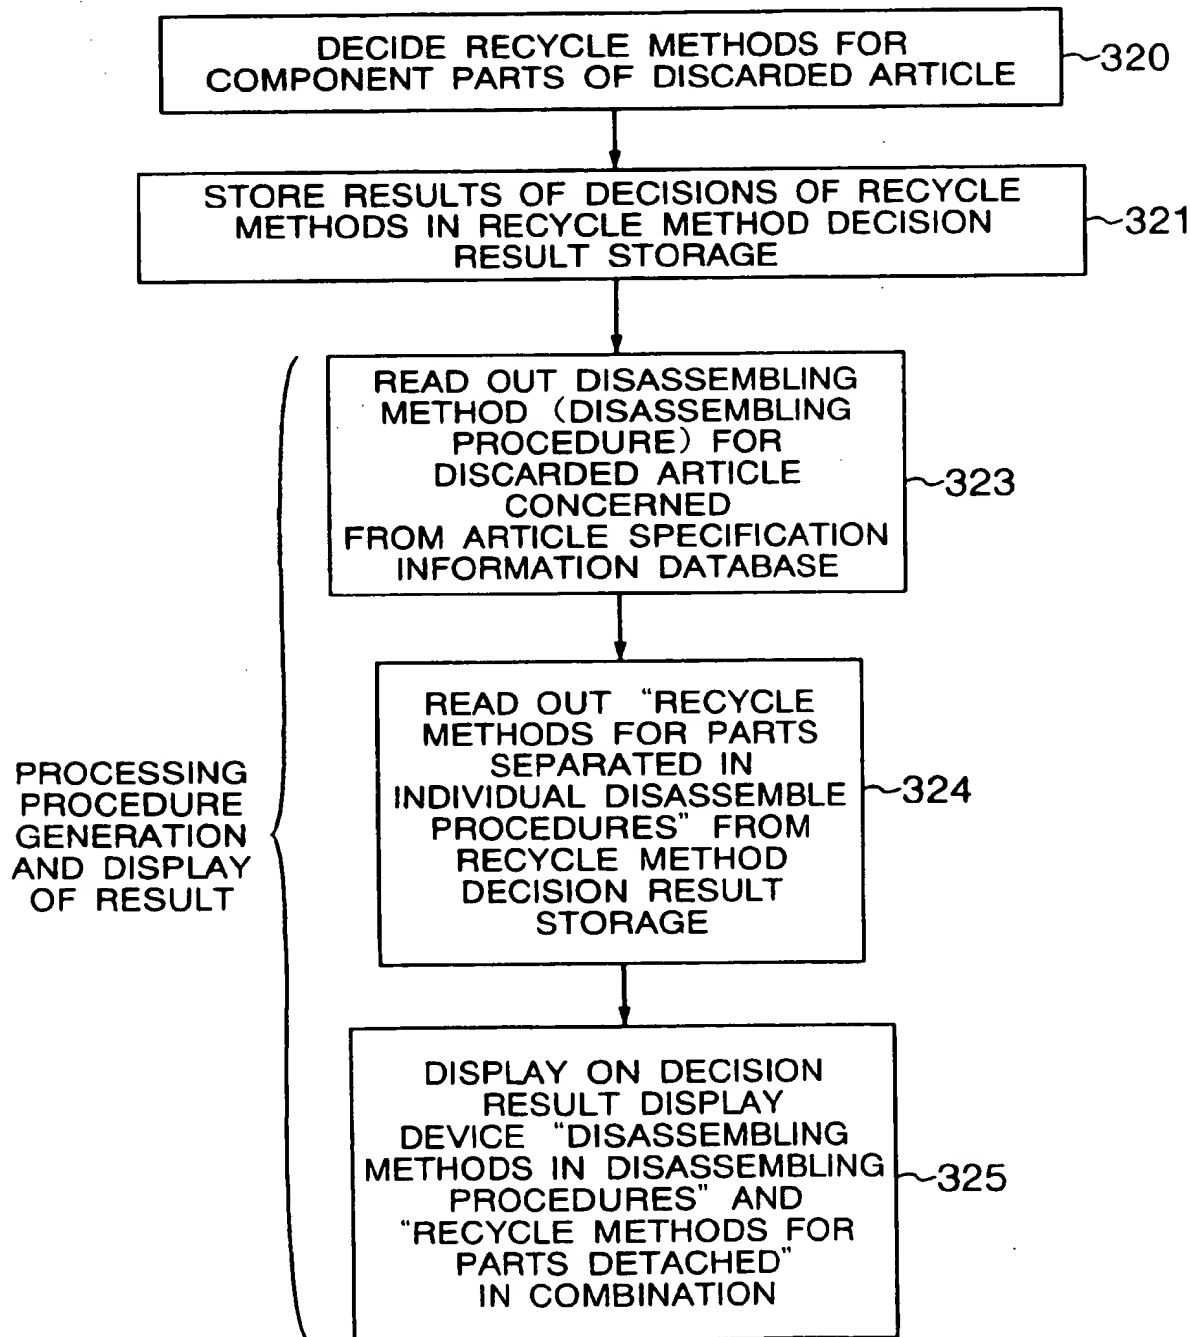 DECIDE RECYCLE METHODS FOR
COMPONENT PARTS OF DISCARDED ARTICLE
320
STORE RESULTS OF DECISIONS OF RECYCLE
METHODS IN RECYCLE METHOD DECISION
RESULT STORAGE
321
READ OUT DISASSEMBLING
METHOD (DISASSEMBLING
PROCEDURE) FOR
DISCARDED ARTICLE
CONCERNED
FROM ARTICLE SPECIFICATION
INFORMATION DATABASE
323
READ OUT “RECYCLE
METHODS FOR PARTS
SEPARATED IN
INDIVIDUAL DISASSEMBLE
PROCEDURES” FROM
RECYCLE METHOD
DECISION RESULT
STORAGE
324
PROCESSING
PROCEDURE
GENERATION
AND DISPLAY
OF RESULT
DISPLAY ON DECISION
RESULT DISPLAY
DEVICE “DISASSEMBLING
METHODS IN DISASSEMBLING
PROCEDURES” AND
“RECYCLE METHODS FOR
PARTS DETACHED”
IN COMBINATION
325